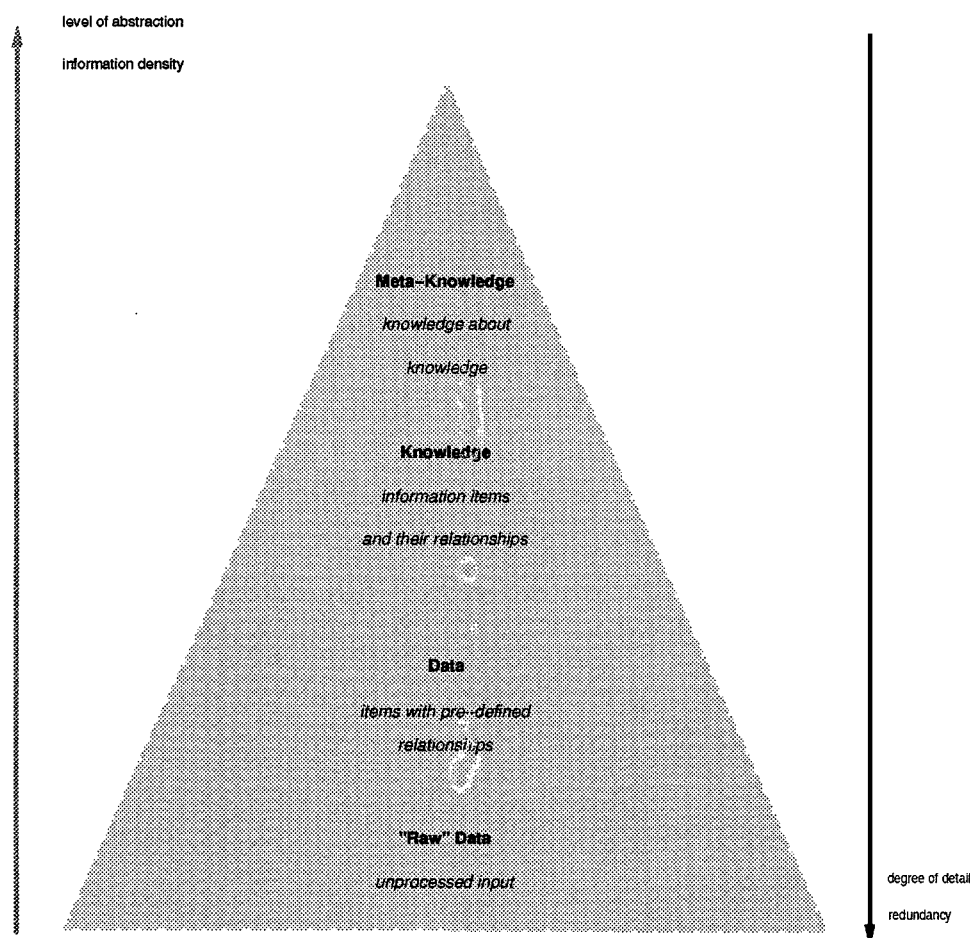 level of abstraction
information density
Meta-Knowledge
knowledge about
knowledge
Knowledge
information items
and their relationships
Data
items with pre-defined
relationships
"Raw" Data
unprocessed input
degree of detail
redundancy